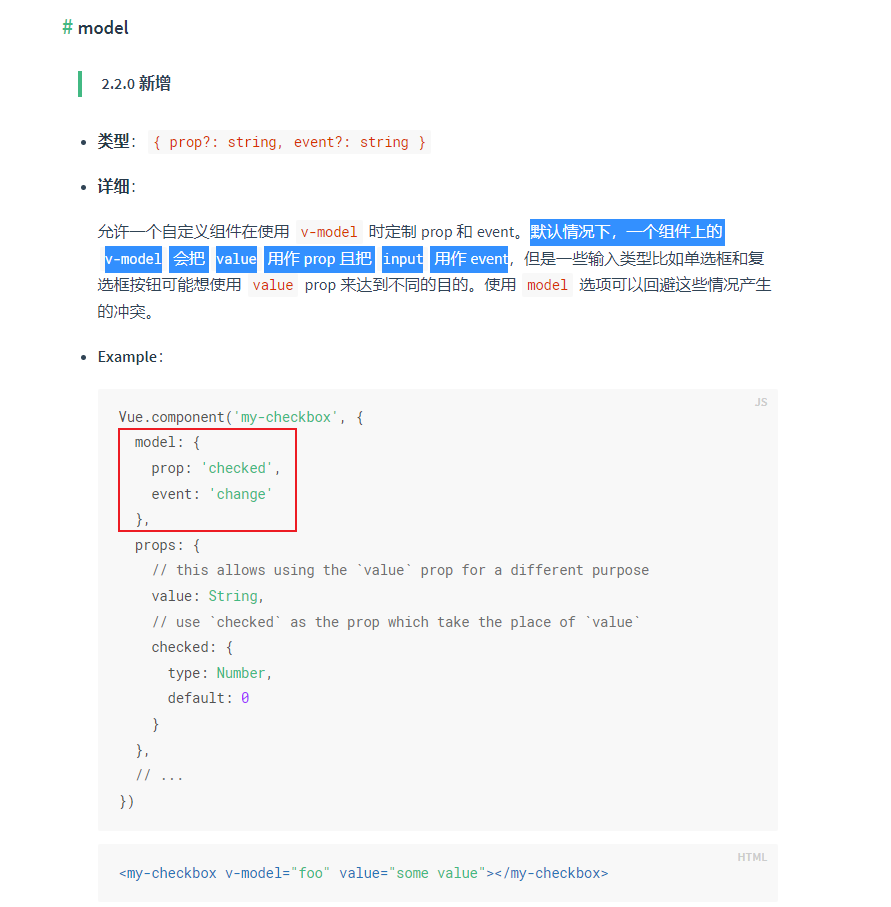 # model
2.2.0 新增
类型： { prop?: string, event?: string }
详细：
允许一个自定义组件在使用 v-model 时定制 prop 和 event。默认情况下，一个组件上的
v-model 会把 value 用作 prop 且把 input 用作 event，但是一些输入类型比如单选框和复
选框按钮可能想使用 value prop 来达到不同的目的。使用 model 选项可以回避这些情况产生
的冲突。
Example：
JS
Vue.component('my-checkbox', {
  model: {
    prop: 'checked',
    event: 'change'
  },
  props: {
    // this allows using the `value` prop for a different purpose
    value: String,
    // use `checked` as the prop which take the place of `value`
    checked: {
      type: Number,
      default: 0
    }
  },
  // ...
})
HTML
<my-checkbox v-model="foo" value="some value"></my-checkbox>